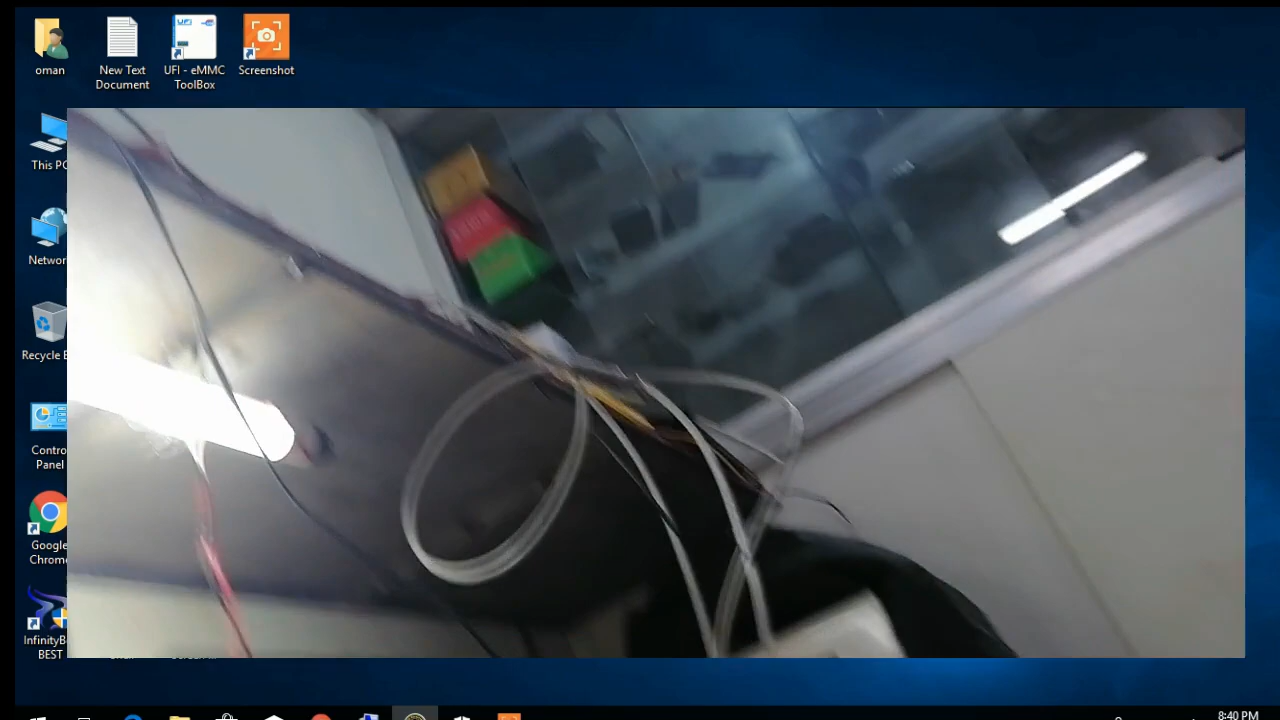 oman
New Text
Document
UFI - eMMC
ToolBox
Screenshot
This PC
Networ
Recycle B
Contro
Panel
Google
Chrome
InfinityB
BEST
8:40 PM